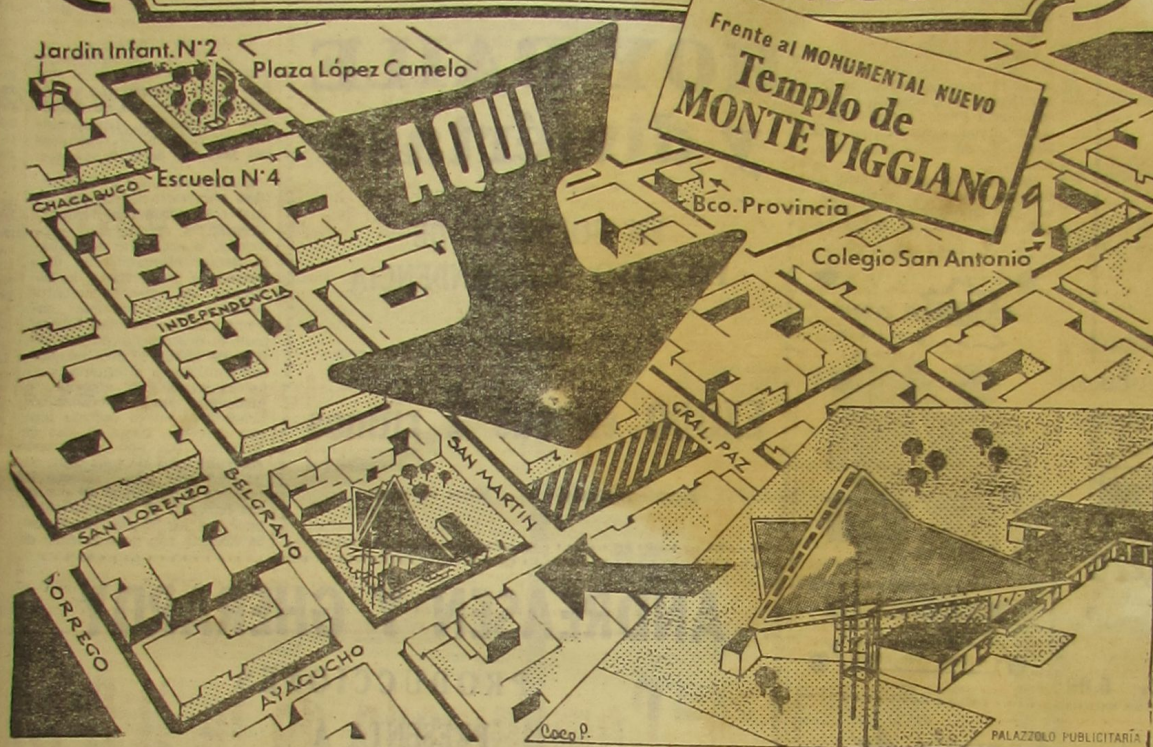 Jardin Infant. N°2
Plaza López Camelo
AQUI
Frente al MONUMENTAL NUEVO
Templo de
MONTE VIGGIANO
Escuela N°4
CHACABUCO
Bco. Provincia
Colegio San Antonio
INDEPENDENCIA
GRAL. PAZ
SAN MARTIN
BELGRANO
SAN LORENZO
DORREGO
AYACUCHO
Coco P.
PALAZZOLO PUBLICITARIA